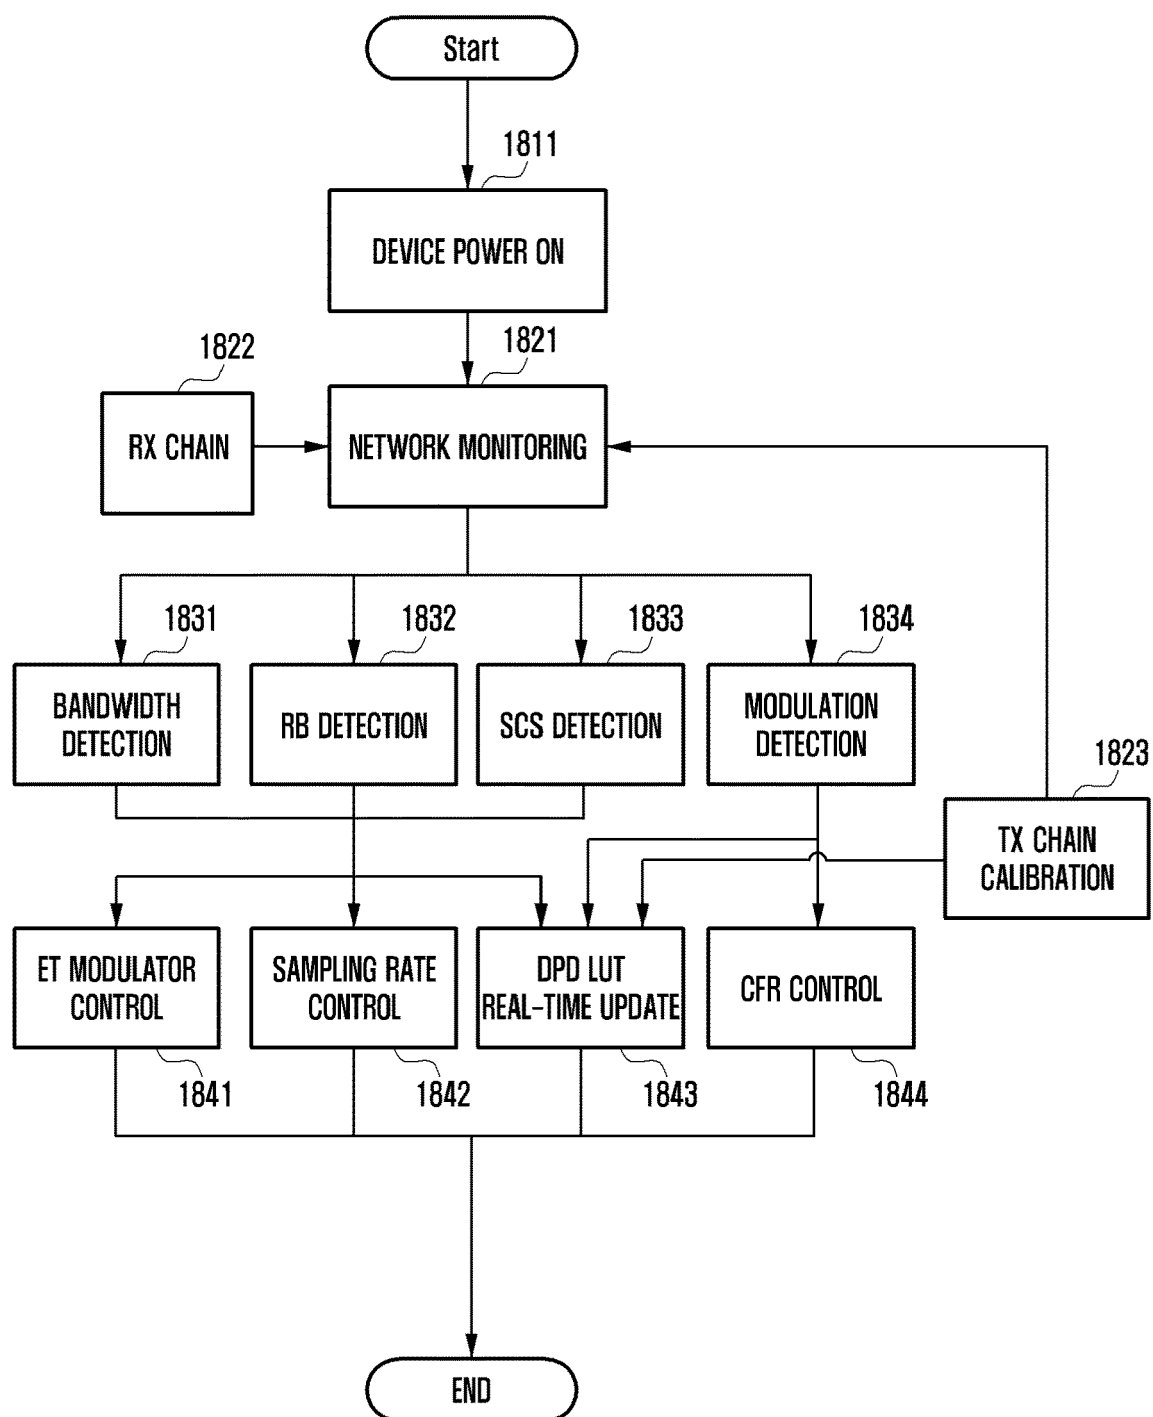 Start
1811
DEVICE POWER ON
1822
1821
RX CHAIN
NETWORK MONITORING
1831
1832
1833
1834
BANDWIDTH
DETECTION
RB DETECTION
SCS DETECTION
MODULATION
DETECTION
1823
TX CHAIN
CALIBRATION
ET MODULATOR
CONTROL
SAMPLING RATE
CONTROL
DPD LUT
REAL-TIME UPDATE
CFR CONTROL
1841
1842
1843
1844
END